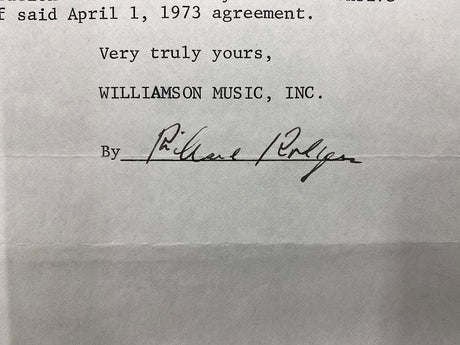 f said April 1, 1973 agreement.
Very truly yours,
WILLIAMSON MUSIC, INC.
By Richard Rodgers